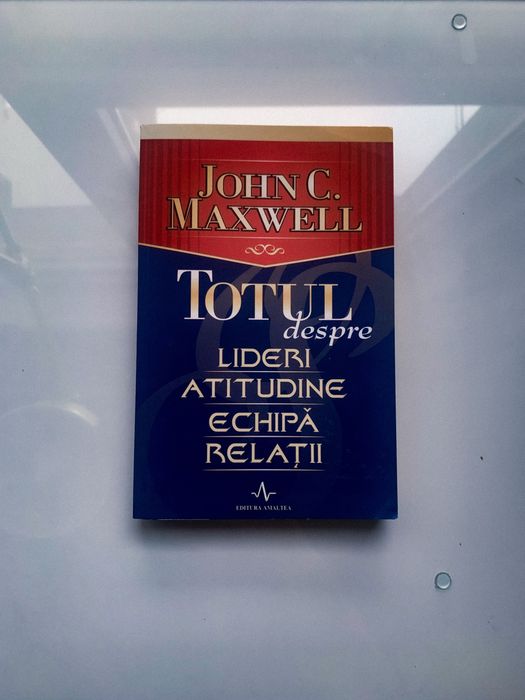 JOHN C.
MAXWELL
TOTUL
despre
LIDERI
ATITUDINE
ECHIPĂ
RELAȚII
EDITURA AMALTEA